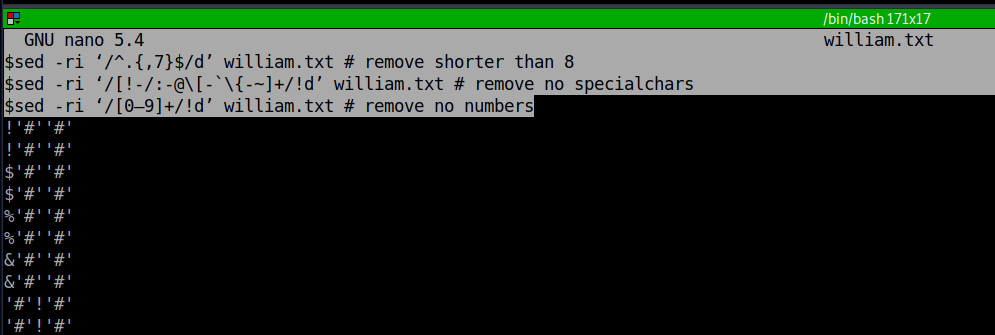 /bin/bash 171x17
GNU nano 5.4 william.txt
$sed -ri ‘/^.{,7}$/d’ william.txt # remove shorter than 8
$sed -ri ‘/[!-/:-@\[-`\{-~]+/!d’ william.txt # remove no specialchars
$sed -ri ‘/[0—9]+/!d’ william.txt # remove no numbers
!'#''#'
!'#''#'
$'#''#'
$'#''#'
%'#''#'
%'#''#'
&'#''#'
&'#''#'
'#'!'#'
'#'!'#'